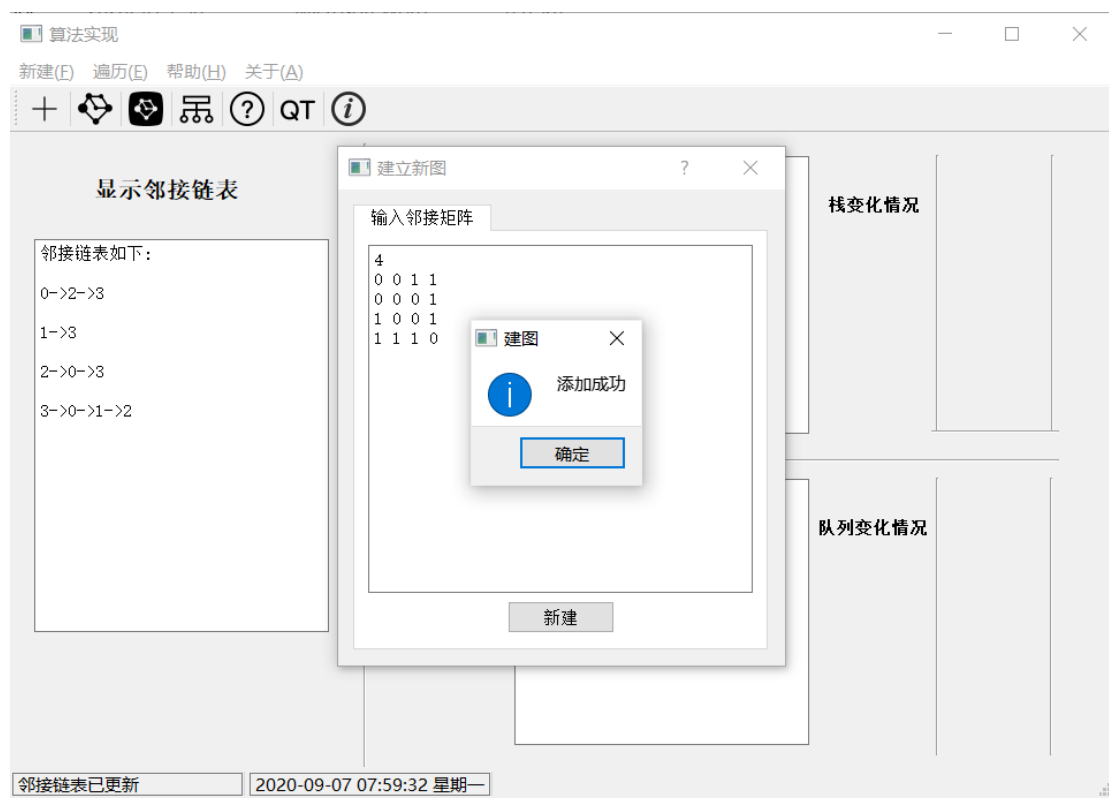 算法实现
新建(F) 遍历(E) 帮助(H) 关于(A)
QT
显示邻接链表
邻接链表如下:
0->2->3
1->3
2->0->3
3->0->1->2
建立新图
输入邻接矩阵
4
0 0 1 1
0 0 0 1
1 0 0 1
1 1 1 0
建图
添加成功
确定
新建
栈变化情况
队列变化情况
邻接链表已更新
2020-09-07 07:59:32 星期一